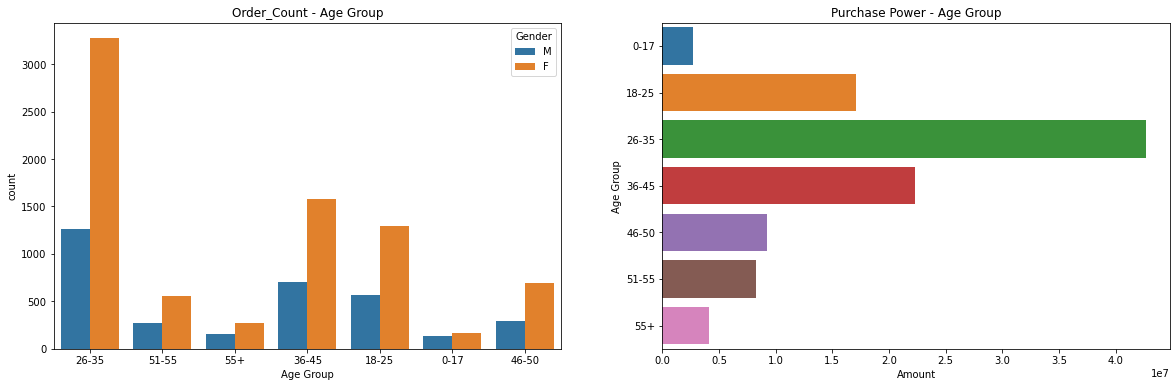 Order_Count - Age Group
Gender
M
F
3000
2500
2000
1500
1000
500
0
count
26-35 51-55 55+ 36-45 18-25 0-17 46-50
Age Group
Purchase Power - Age Group
0-17
18-25
26-35
36-45
46-50
51-55
55+
Age Group
0.0 0.5 1.0 1.5 2.0 2.5 3.0 3.5 4.0
1e7
Amount